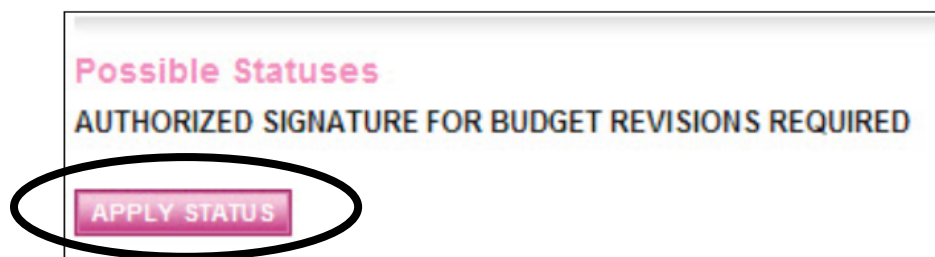 Possible Statuses
AUTHORIZED SIGNATURE FOR BUDGET REVISIONS REQUIRED
APPLY STATUS